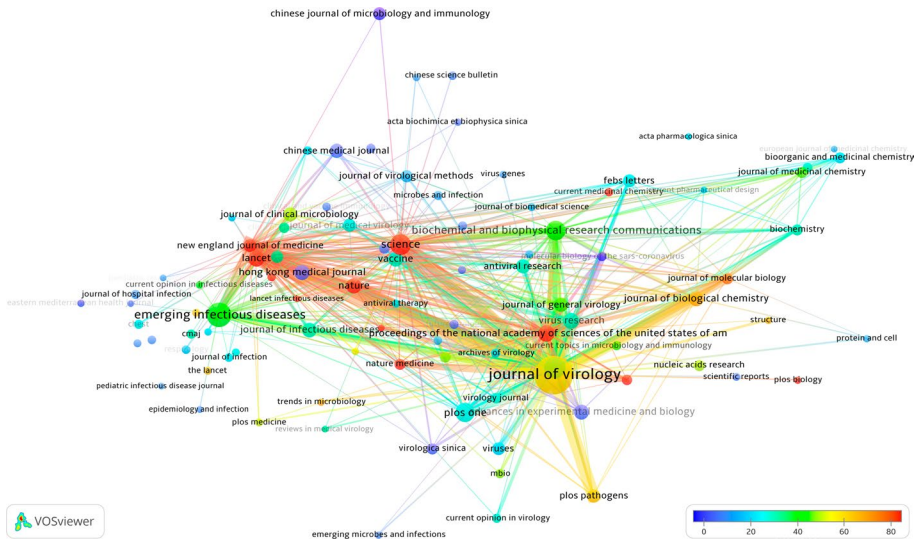 chinese journal of microbiology and immunology
chinese science bulletin
acta biochimica et biophysica sinica
acta pharmacologica sinica
european journal of medicinal chemistry
chinese medical journal
bioorganic and medicinal chemistry
journal of virological methods
virus genes
journal of medicinal chemistry
febs letters
microbes and infection
current medicinal chemistry
current pharmaceutical design
journal of biomedical science
journal of clinical microbiology
journal of medical virology
biochemical and biophysical research communications
biochemistry
new england journal of medicine
science
lancet
vaccine
molecular biology of the sars-coronavirus
hong kong medical journal
antiviral research
journal of molecular biology
current opinion in infectious diseases
nature
journal of hospital infection
lancet infectious diseases
journal of biological chemistry
eastern mediterranean health journal
antiviral therapy
journal of general virology
emerging infectious diseases
virus research
structure
chest
journal of infectious diseases
proceedings of the national academy of sciences of the united states of am
cmaj
protein and cell
current topics in microbiology and immunology
archives of virology
journal of infection
nature medicine
nucleic acids research
the lancet
journal of virology
scientific reports
plos biology
pediatric infectious disease journal
virology journal
trends in microbiology
epidemiology and infection
plos one
advances in experimental medicine and biology
plos medicine
reviews in medical virology
virologica sinica
viruses
mbio
plos pathogens
current opinion in virology
emerging microbes and infections
VOSviewer
0 20 40 60 80